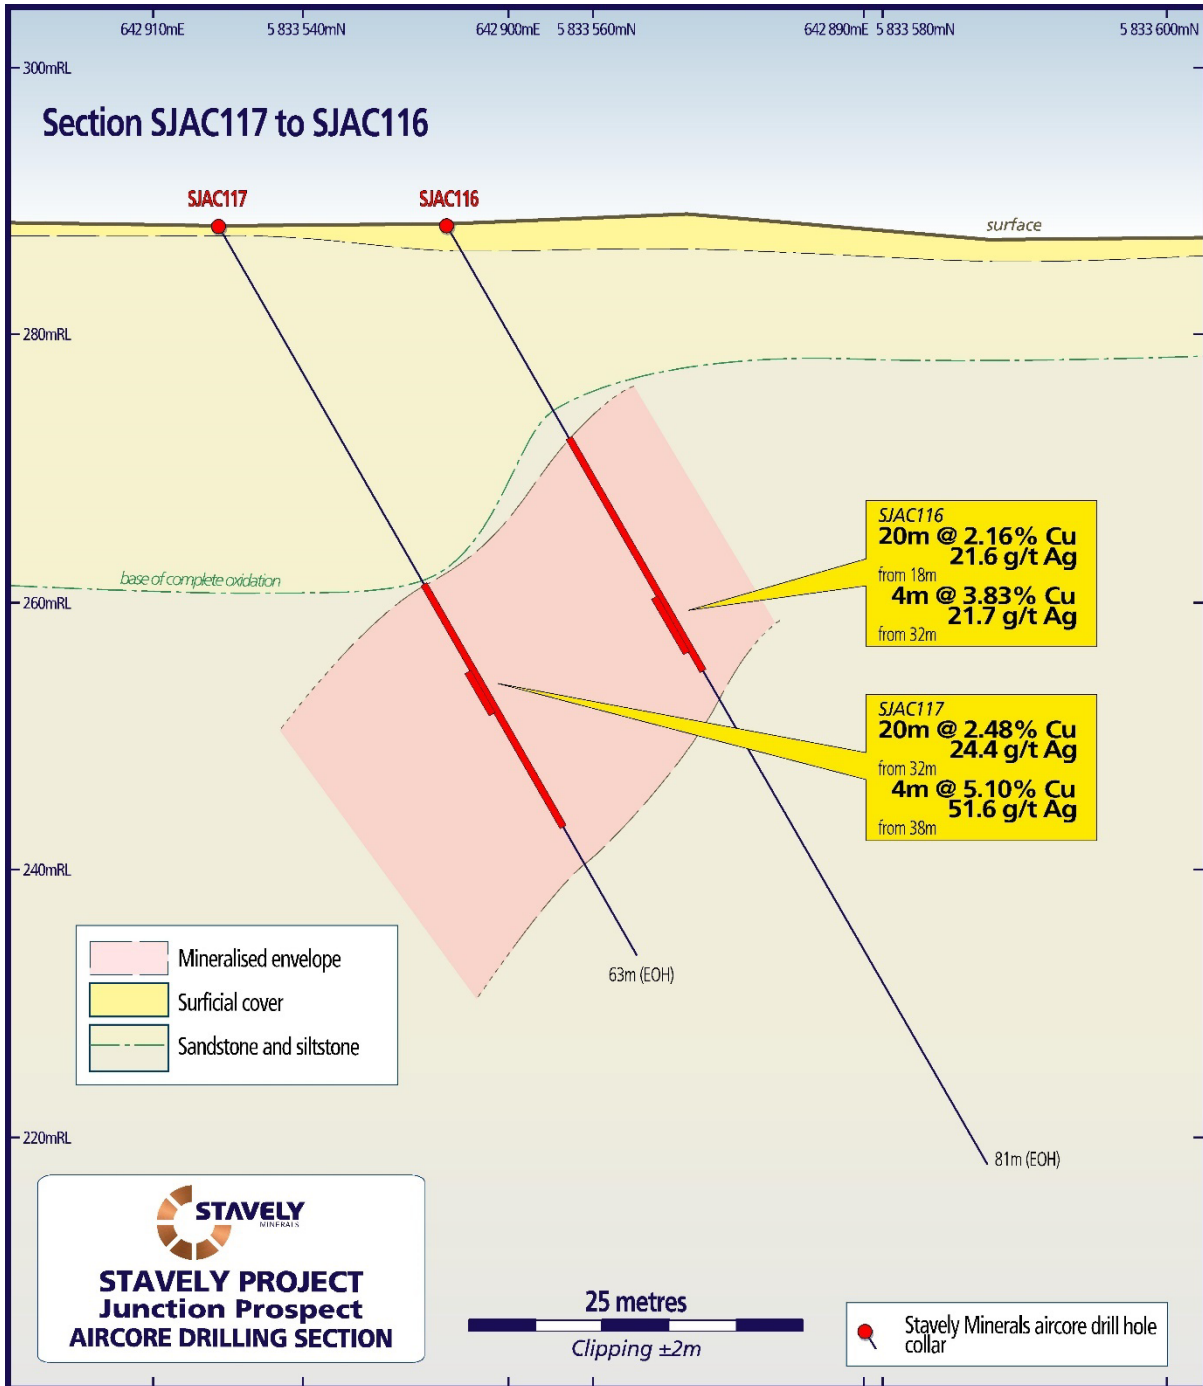 642 910mE
5 833 540mN
642 900mE
5 833 560mN
642 890mE
5 833 580mN
5 833 600mN
300mRL
Section SJAC117 to SJAC116
SJAC117
SJAC116
surface
280mRL
SJAC116
20m @ 2.16% Cu
21.6 g/t Ag
from 18m
4m @ 3.83% Cu
21.7 g/t Ag
from 32m
base of complete oxidation
260mRL
SJAC117
20m @ 2.48% Cu
24.4 g/t Ag
from 32m
4m @ 5.10% Cu
51.6 g/t Ag
from 38m
240mRL
Mineralised envelope
Surficial cover
Sandstone and siltstone
63m (EOH)
220mRL
81m (EOH)
STAVELY
MINERALS
STAVELY PROJECT
Junction Prospect
AIRCORE DRILLING SECTION
25 metres
Clipping ±2m
Stavely Minerals aircore drill hole
collar